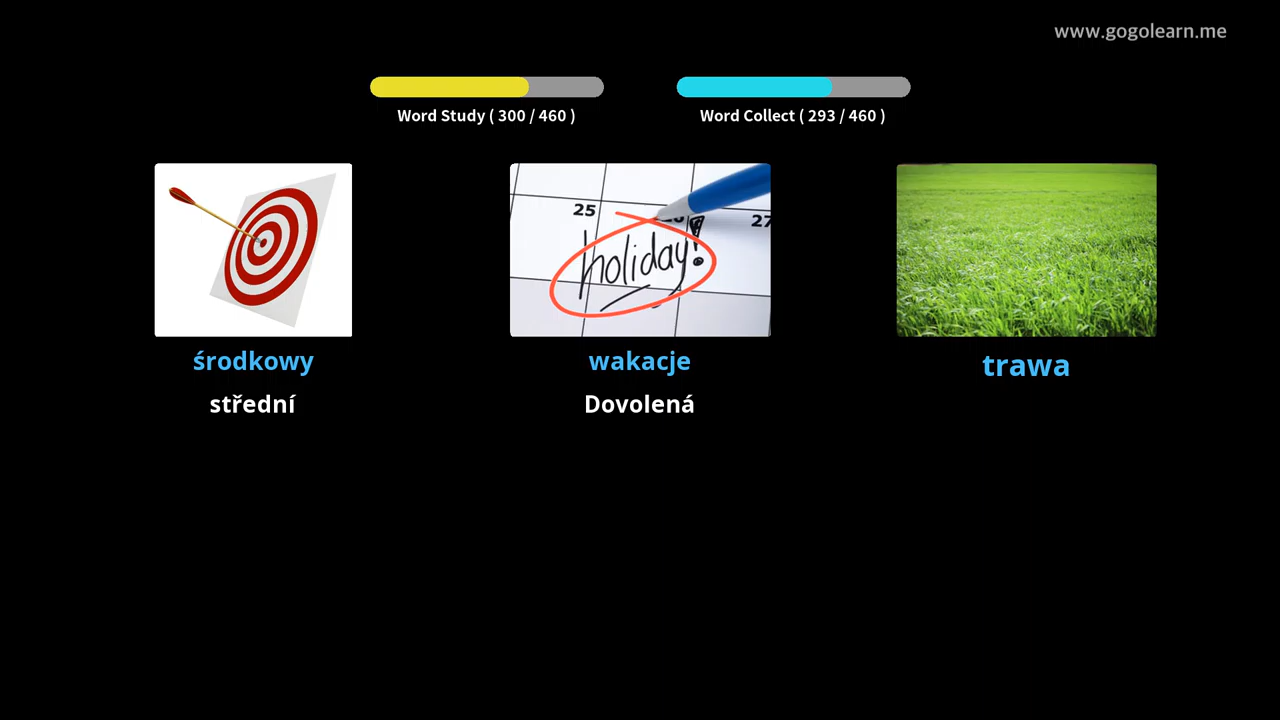 www.gogolearn.me
Word Study ( 300 / 460 )
Word Collect ( 293 / 460 )
25
27
holiday!
środkowy
wakacje
trawa
střední
Dovolená